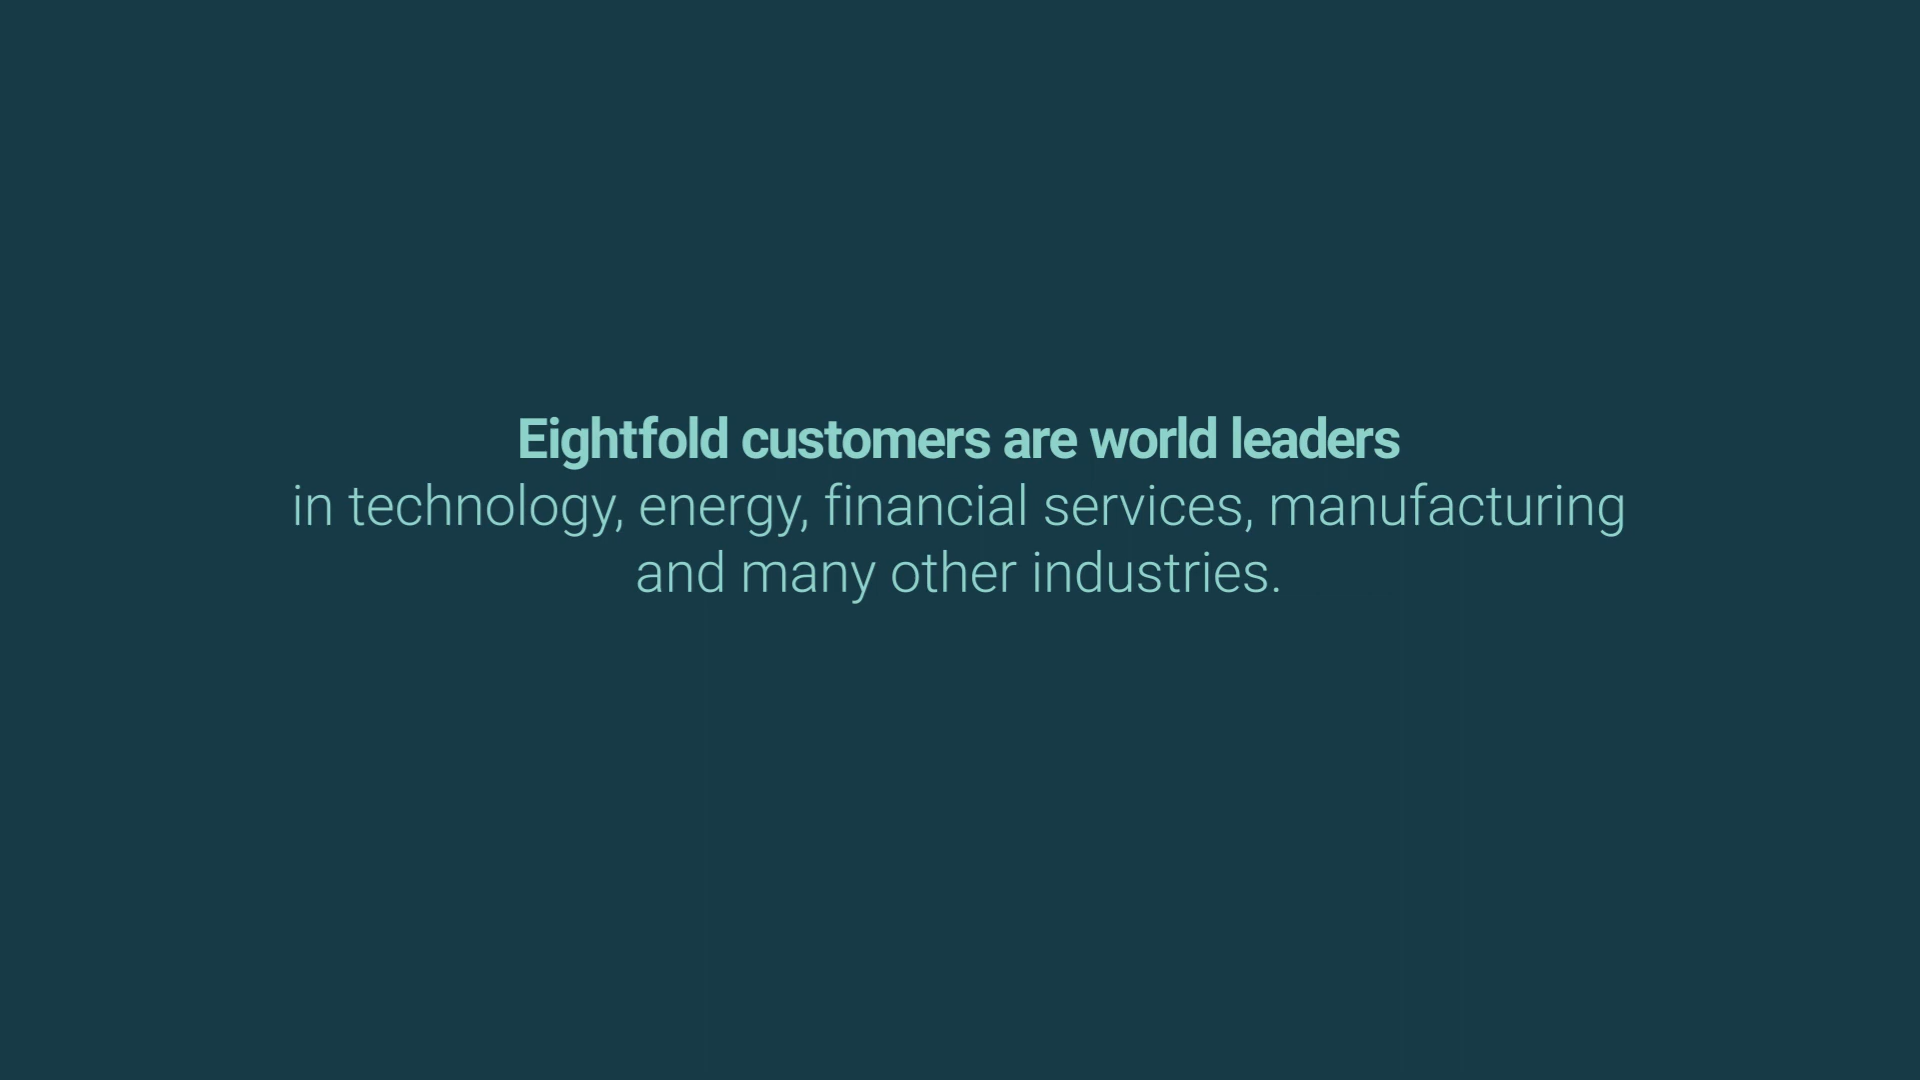 Eightfold customers are world leaders
in technology, energy, financial services, manufacturing
and many other industries.